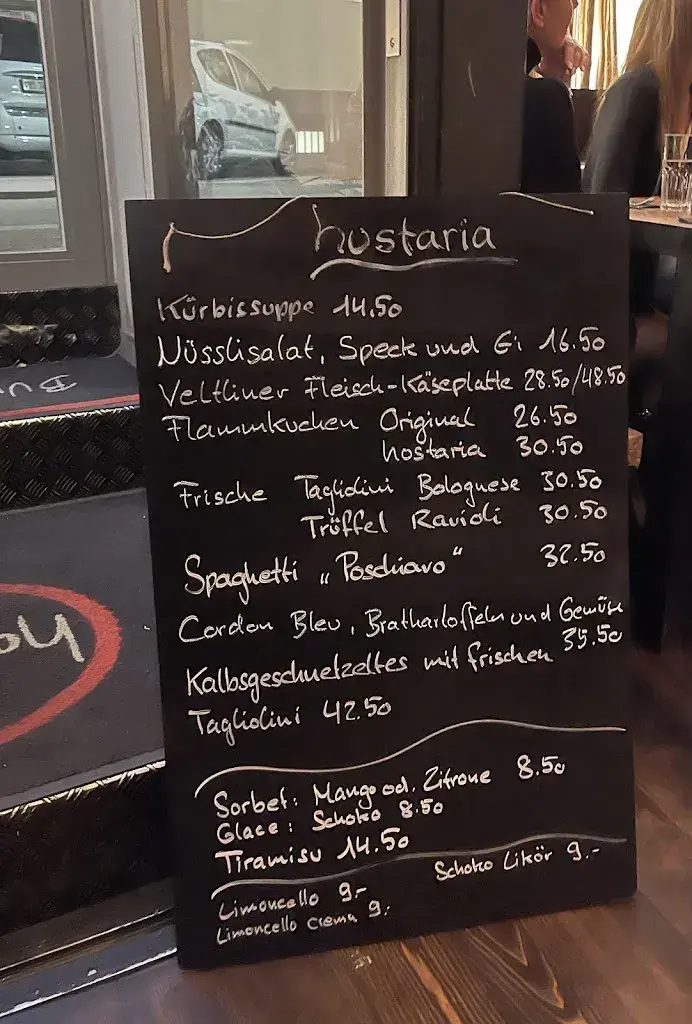 hostaria
Kürbissuppe 14.50
Nüsslisalat, Speck und Ei 16.50
Veltliner Fleisch-Käseplatte 28.50/48.50
Flammkuchen Original 26.50
hostaria 30.50
Frische Tagliolini Bolognese 30.50
Trüffel Ravioli 30.50
Spaghetti „Poschiavo“ 32.50
Cordon Bleu, Bratkartoffeln und Gemüse
35.50
Kalbsgeschnetzeltes mit frischen
Tagliolini 42.50
Sorbet: Mango od. Zitrone 8.50
Glace: Schoko 8.50
Tiramisu 14.50
Schoko Likör 9.-
Limoncello 9.-
Limoncello Crema 9.-